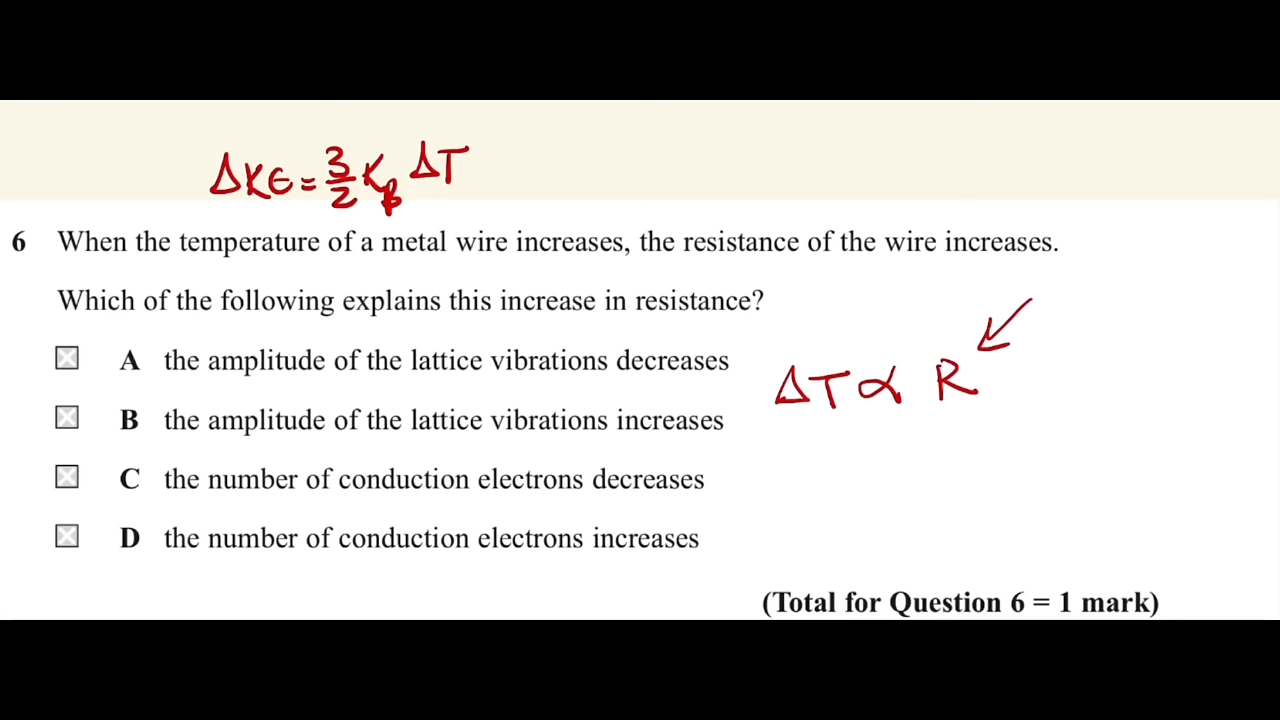 ΔKE = 3/2 K_B ΔT
6 When the temperature of a metal wire increases, the resistance of the wire increases.
Which of the following explains this increase in resistance?
A the amplitude of the lattice vibrations decreases
ΔT ∝ R
B the amplitude of the lattice vibrations increases
C the number of conduction electrons decreases
D the number of conduction electrons increases
(Total for Question 6 = 1 mark)